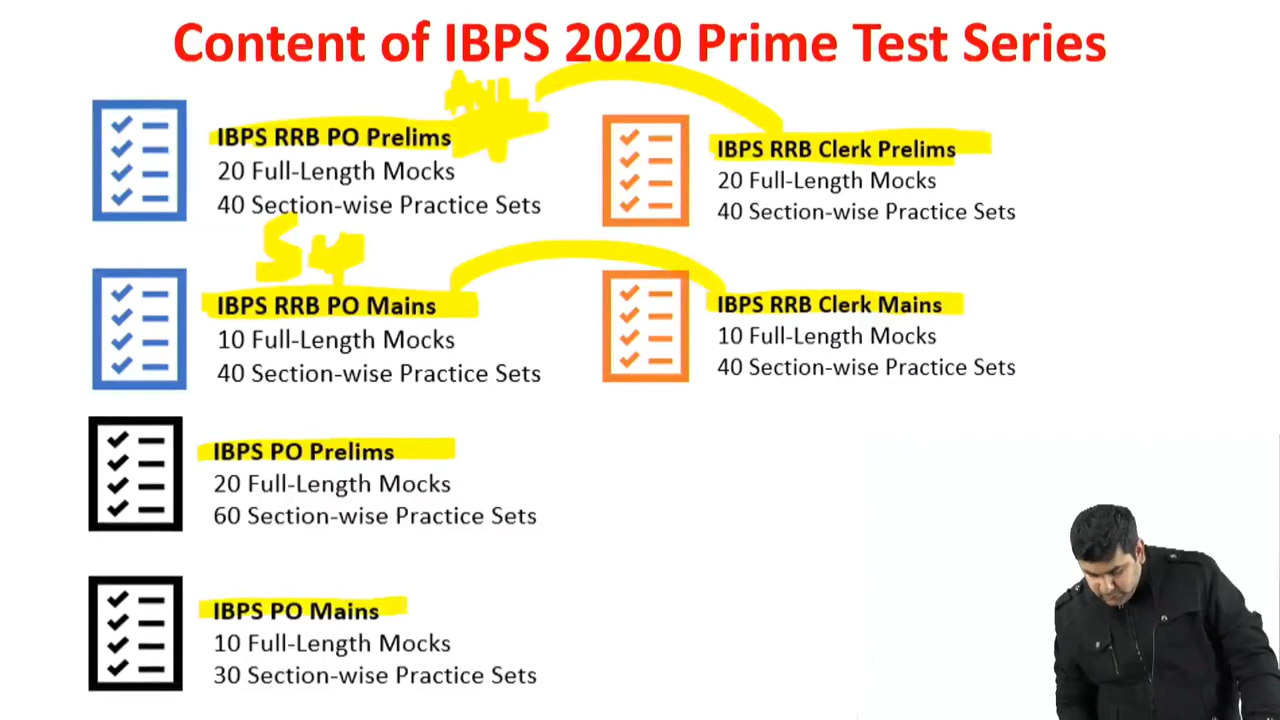 Content of IBPS 2020 Prime Test Series
IBPS RRB PO Prelims
20 Full-Length Mocks
40 Section-wise Practice Sets
IBPS RRB Clerk Prelims
20 Full-Length Mocks
40 Section-wise Practice Sets
IBPS RRB PO Mains
10 Full-Length Mocks
40 Section-wise Practice Sets
IBPS RRB Clerk Mains
10 Full-Length Mocks
40 Section-wise Practice Sets
IBPS PO Prelims
20 Full-Length Mocks
60 Section-wise Practice Sets
IBPS PO Mains
10 Full-Length Mocks
30 Section-wise Practice Sets